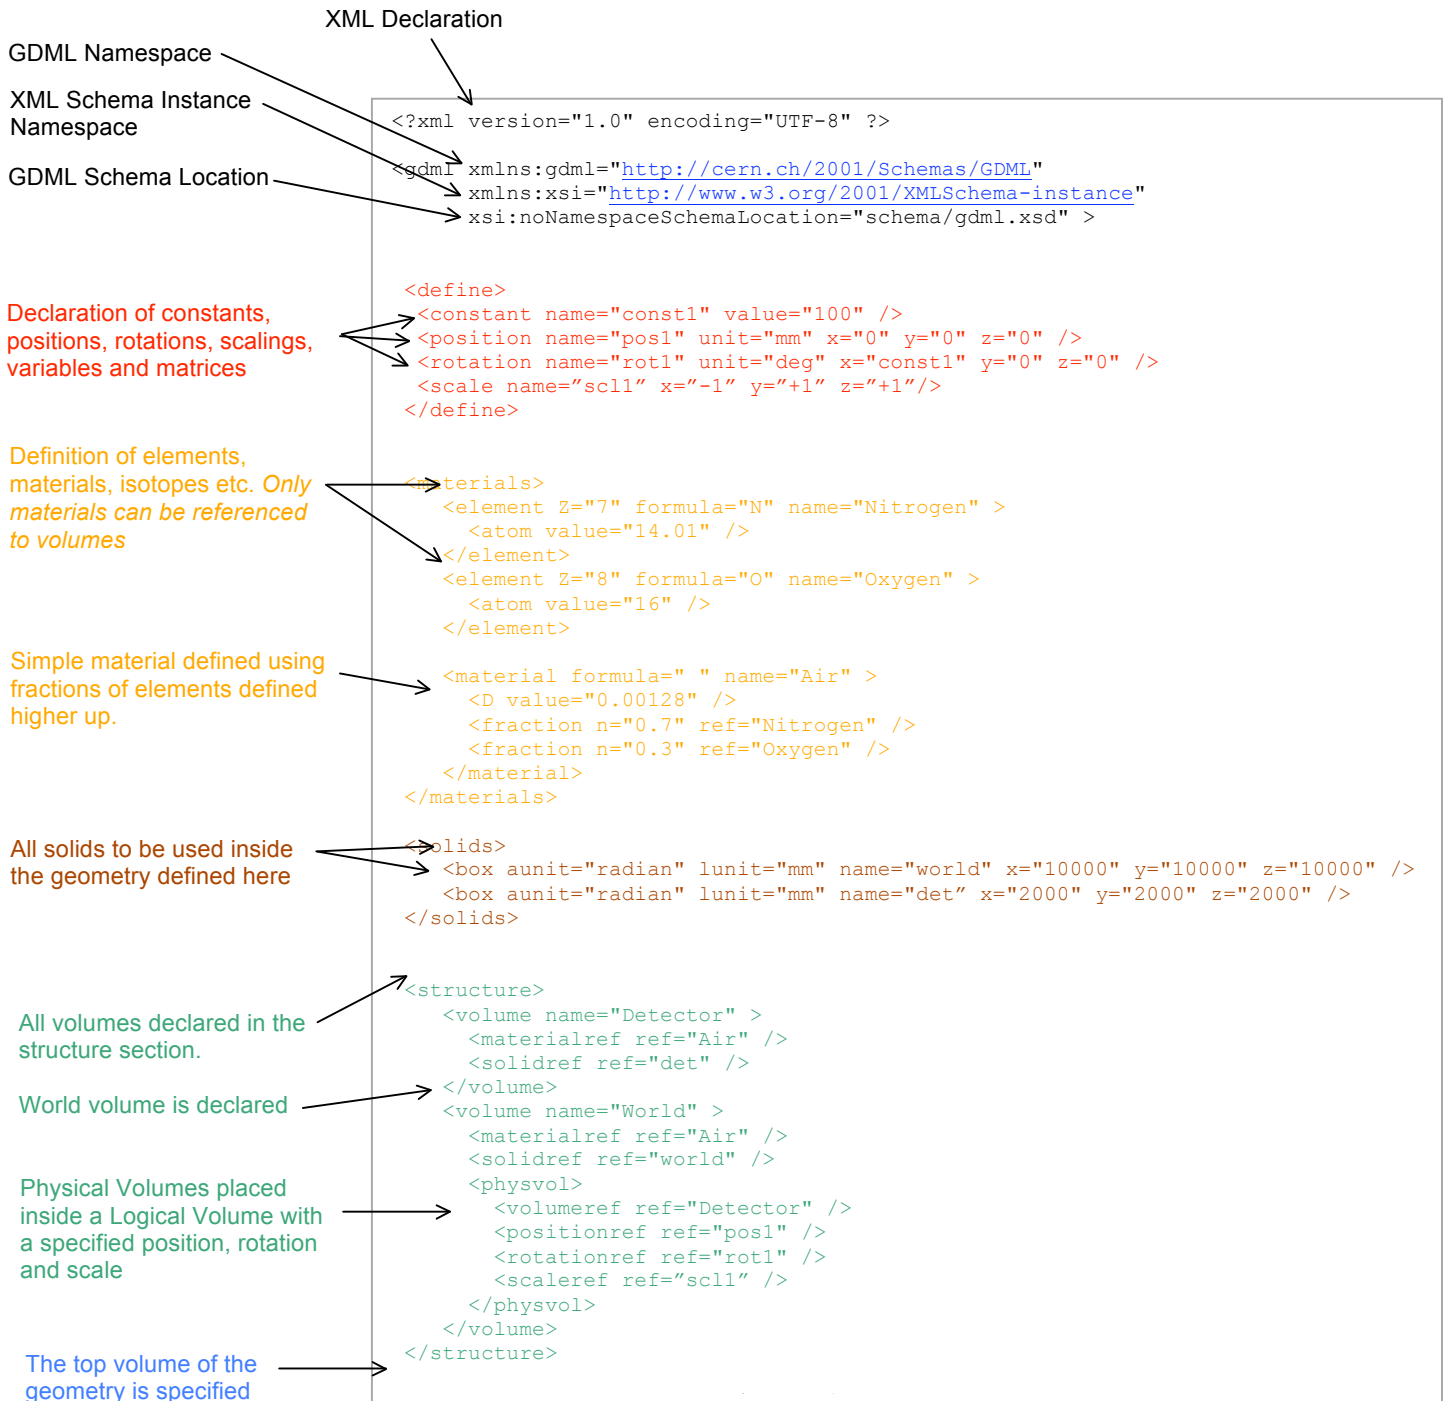 XML Declaration
GDML Namespace
XML Schema Instance
Namespace
GDML Schema Location
<?xml version="1.0" encoding="UTF-8" ?>
<gdml xmlns:gdml="http://cern.ch/2001/Schemas/GDML"
xmlns:xsi="http://www.w3.org/2001/XMLSchema-instance"
xsi:noNamespaceSchemaLocation="schema/gdml.xsd" >
Declaration of constants,
positions, rotations, scalings,
variables and matrices
<define>
<constant name="const1" value="100" />
<position name="pos1" unit="mm" x="0" y="0" z="0" />
<rotation name="rot1" unit="deg" x="const1" y="0" z="0" />
<scale name=”scl1” x=”-1” y=”+1” z=”+1”/>
</define>
Definition of elements,
materials, isotopes etc. Only
materials can be referenced
to volumes
<materials>
<element Z="7" formula="N" name="Nitrogen" >
<atom value="14.01" />
</element>
<element Z="8" formula="O" name="Oxygen" >
<atom value="16" />
</element>
Simple material defined using
fractions of elements defined
higher up.
<material formula=" " name="Air" >
<D value="0.00128" />
<fraction n="0.7" ref="Nitrogen" />
<fraction n="0.3" ref="Oxygen" />
</material>
</materials>
All solids to be used inside
the geometry defined here
<solids>
<box aunit="radian" lunit="mm" name="world" x="10000" y="10000" z="10000" />
<box aunit="radian" lunit="mm" name="det” x="2000" y="2000" z="2000" />
</solids>
All volumes declared in the
structure section.
<structure>
<volume name="Detector" >
<materialref ref="Air" />
<solidref ref="det" />
</volume>
World volume is declared
<volume name="World" >
<materialref ref="Air" />
<solidref ref="world" />
<physvol>
Physical Volumes placed
inside a Logical Volume with
a specified position, rotation
and scale
<volumeref ref="Detector" />
<positionref ref="pos1" />
<rotationref ref="rot1" />
<scaleref ref=”scl1” />
</physvol>
</volume>
</structure>
The top volume of the
geometry is specified